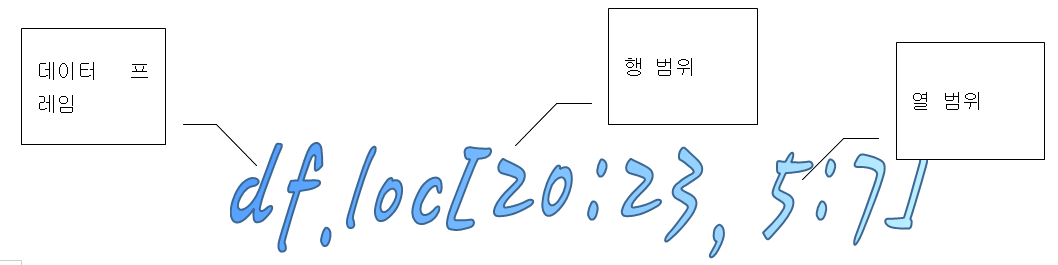 데이터 프
레임
행 범위
열 범위
df.loc[20:23, 5:7]